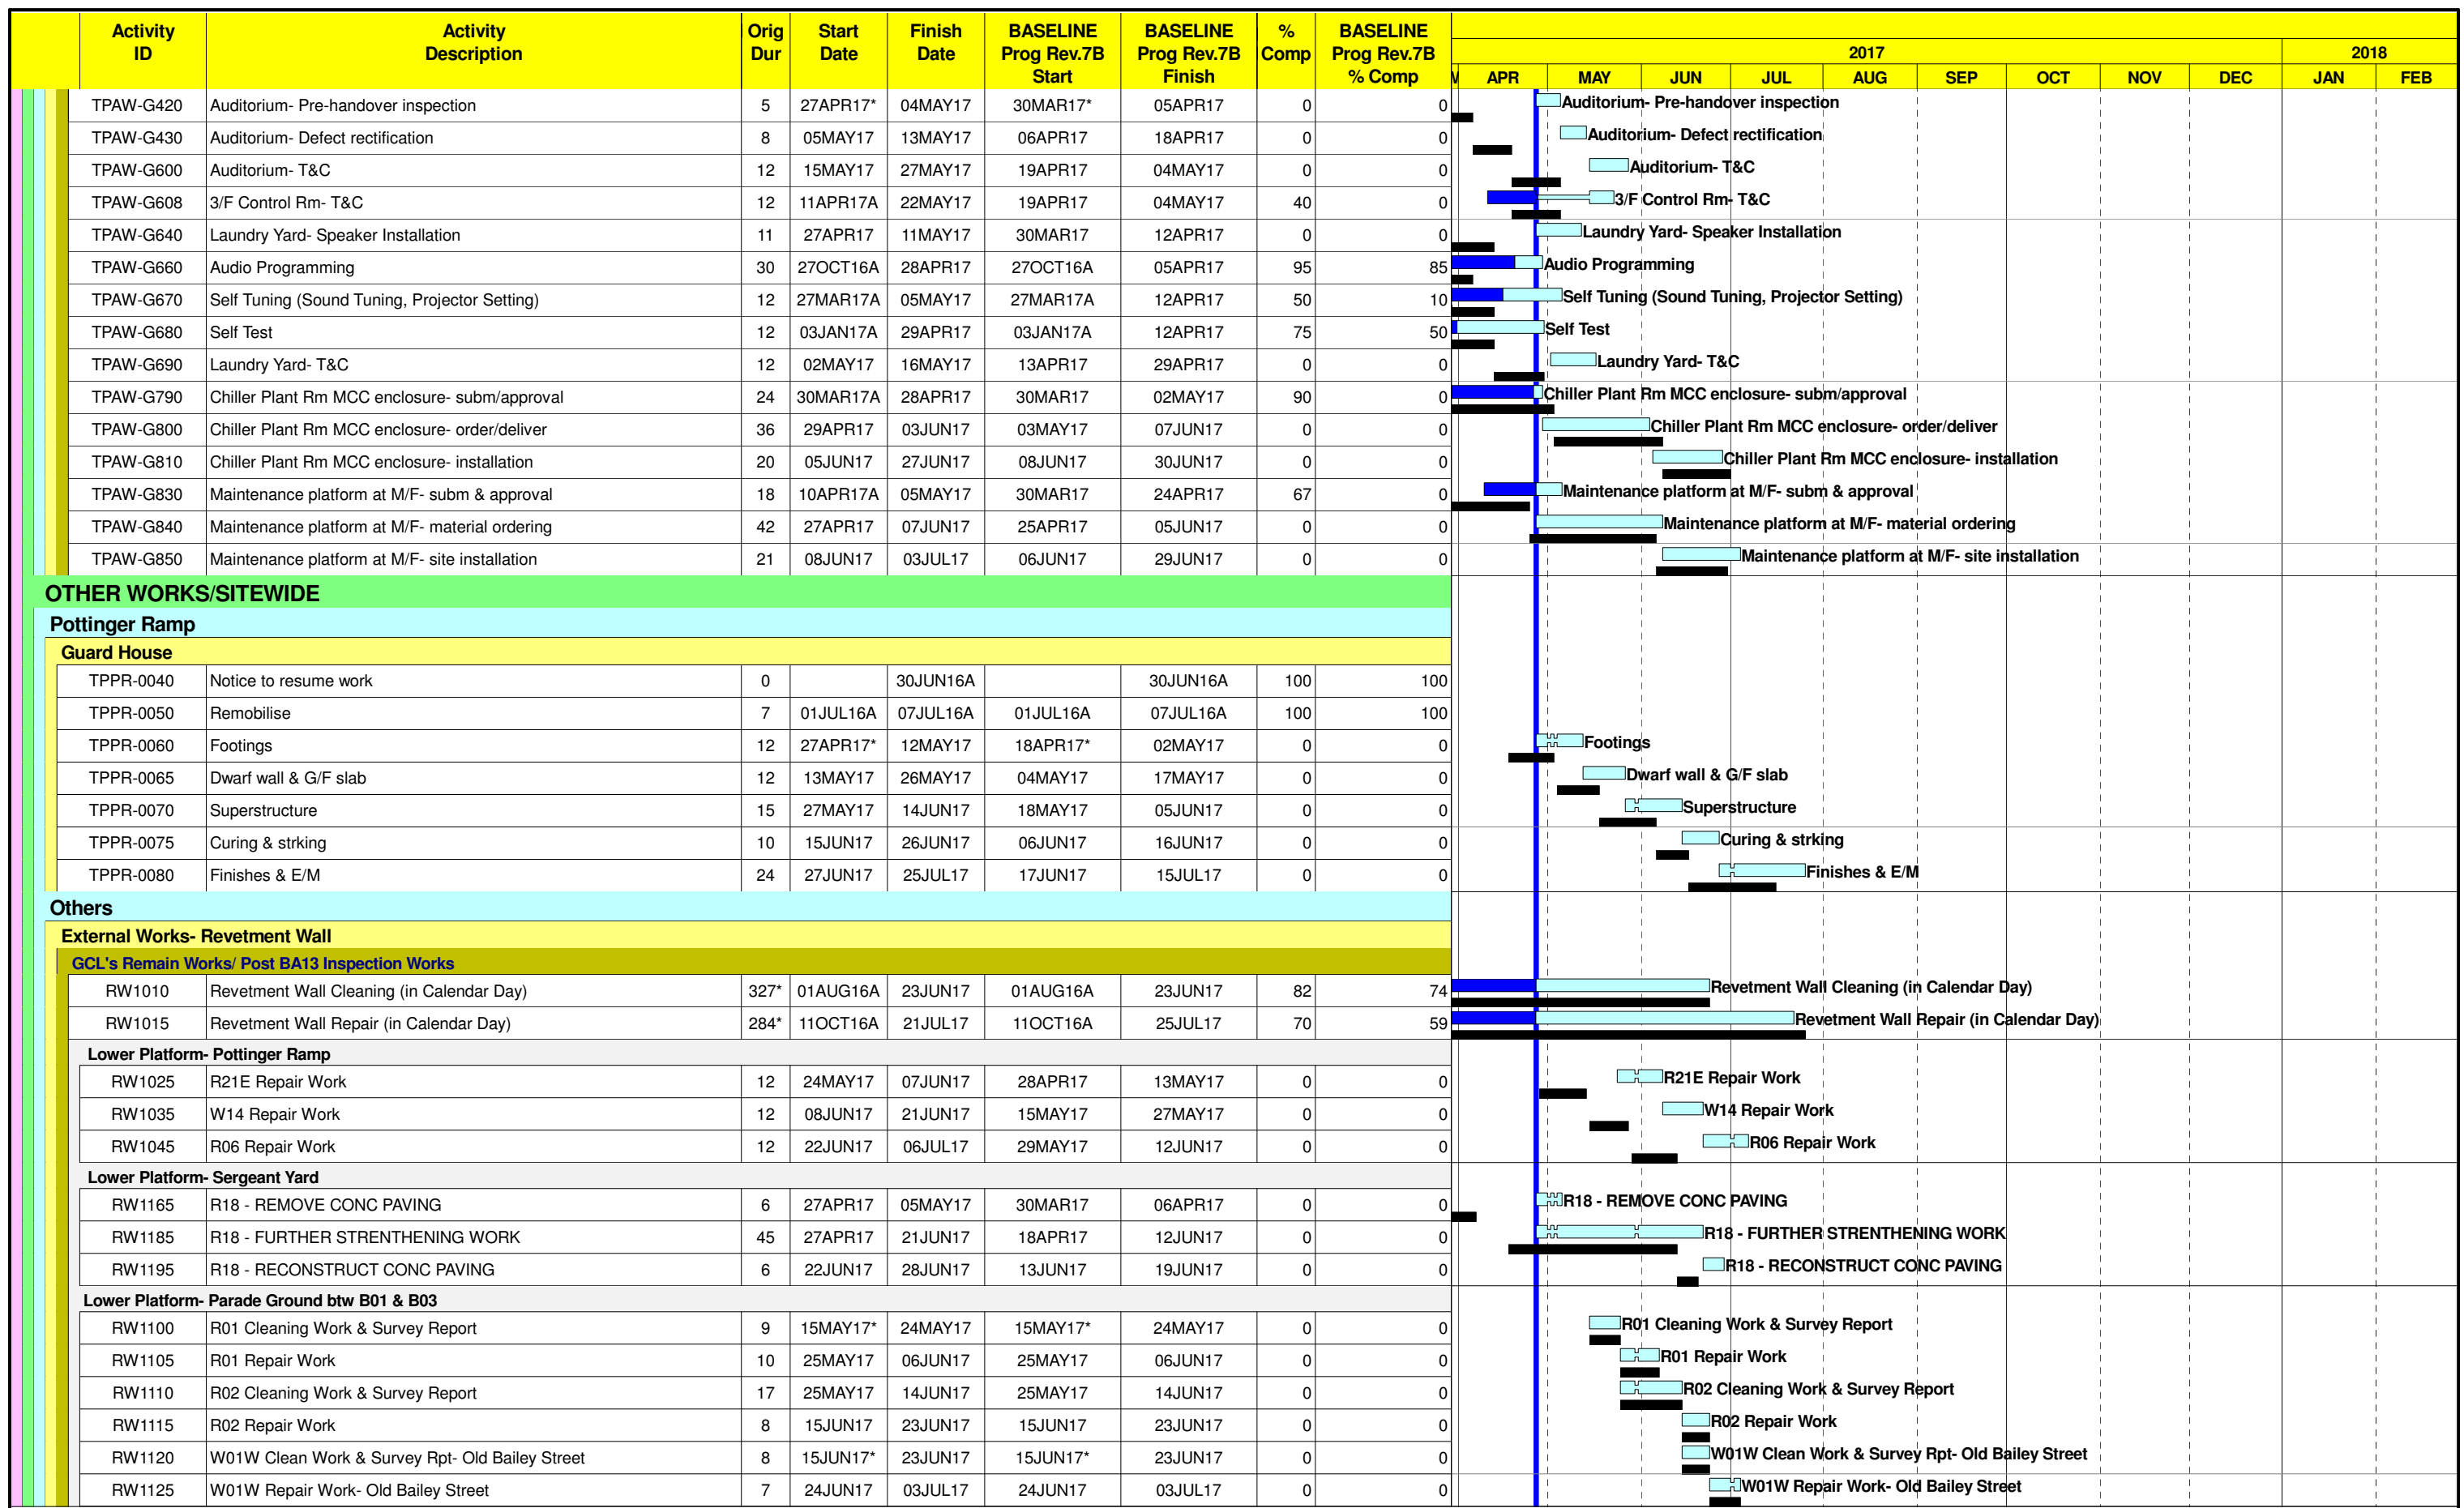 Activity ID Activity Description Orig Dur Start Date Finish Date BASELINE Prog Rev.7B Start BASELINE Prog Rev.7B Finish % Comp BASELINE Prog Rev.7B % Comp
2017 2018
APR MAY JUN JUL AUG SEP OCT NOV DEC JAN FEB
TPAW-G420 Auditorium- Pre-handover inspection 5 27APR17* 04MAY17 30MAR17* 05APR17 0 0 Auditorium- Pre-handover inspection
TPAW-G430 Auditorium- Defect rectification 8 05MAY17 13MAY17 06APR17 18APR17 0 0 Auditorium- Defect rectification
TPAW-G600 Auditorium- T&C 12 15MAY17 27MAY17 19APR17 04MAY17 0 0 Auditorium- T&C
TPAW-G608 3/F Control Rm- T&C 12 11APR17A 22MAY17 19APR17 04MAY17 40 0 3/F Control Rm- T&C
TPAW-G640 Laundry Yard- Speaker Installation 11 27APR17 11MAY17 30MAR17 12APR17 0 0 Laundry Yard- Speaker Installation
TPAW-G660 Audio Programming 30 27OCT16A 28APR17 27OCT16A 05APR17 95 85 Audio Programming
TPAW-G670 Self Tuning (Sound Tuning, Projector Setting) 12 27MAR17A 05MAY17 27MAR17A 12APR17 50 10 Self Tuning (Sound Tuning, Projector Setting)
TPAW-G680 Self Test 12 03JAN17A 29APR17 03JAN17A 12APR17 75 50 Self Test
TPAW-G690 Laundry Yard- T&C 12 02MAY17 16MAY17 13APR17 29APR17 0 0 Laundry Yard- T&C
TPAW-G790 Chiller Plant Rm MCC enclosure- subm/approval 24 30MAR17A 28APR17 30MAR17 02MAY17 90 0 Chiller Plant Rm MCC enclosure- subm/approval
TPAW-G800 Chiller Plant Rm MCC enclosure- order/deliver 36 29APR17 03JUN17 03MAY17 07JUN17 0 0 Chiller Plant Rm MCC enclosure- order/deliver
TPAW-G810 Chiller Plant Rm MCC enclosure- installation 20 05JUN17 27JUN17 08JUN17 30JUN17 0 0 Chiller Plant Rm MCC enclosure- installation
TPAW-G830 Maintenance platform at M/F- subm & approval 18 10APR17A 05MAY17 30MAR17 24APR17 67 0 Maintenance platform at M/F- subm & approval
TPAW-G840 Maintenance platform at M/F- material ordering 42 27APR17 07JUN17 25APR17 05JUN17 0 0 Maintenance platform at M/F- material ordering
TPAW-G850 Maintenance platform at M/F- site installation 21 08JUN17 03JUL17 06JUN17 29JUN17 0 0 Maintenance platform at M/F- site installation
OTHER WORKS/SITEWIDE
Pottinger Ramp
Guard House
TPPR-0040 Notice to resume work 0 30JUN16A 30JUN16A 100 100
TPPR-0050 Remobilise 7 01JUL16A 07JUL16A 01JUL16A 07JUL16A 100 100
TPPR-0060 Footings 12 27APR17* 12MAY17 18APR17* 02MAY17 0 0 Footings
TPPR-0065 Dwarf wall & G/F slab 12 13MAY17 26MAY17 04MAY17 17MAY17 0 0 Dwarf wall & G/F slab
TPPR-0070 Superstructure 15 27MAY17 14JUN17 18MAY17 05JUN17 0 0 Superstructure
TPPR-0075 Curing & strking 10 15JUN17 26JUN17 06JUN17 16JUN17 0 0 Curing & strking
TPPR-0080 Finishes & E/M 24 27JUN17 25JUL17 17JUN17 15JUL17 0 0 Finishes & E/M
Others
External Works- Revetment Wall
GCL's Remain Works/ Post BA13 Inspection Works
RW1010 Revetment Wall Cleaning (in Calendar Day) 327* 01AUG16A 23JUN17 01AUG16A 23JUN17 82 74 Revetment Wall Cleaning (in Calendar Day)
RW1015 Revetment Wall Repair (in Calendar Day) 284* 11OCT16A 21JUL17 11OCT16A 25JUL17 70 59 Revetment Wall Repair (in Calendar Day)
Lower Platform- Pottinger Ramp
RW1025 R21E Repair Work 12 24MAY17 07JUN17 28APR17 13MAY17 0 0 R21E Repair Work
RW1035 W14 Repair Work 12 08JUN17 21JUN17 15MAY17 27MAY17 0 0 W14 Repair Work
RW1045 R06 Repair Work 12 22JUN17 06JUL17 29MAY17 12JUN17 0 0 R06 Repair Work
Lower Platform- Sergeant Yard
RW1165 R18 - REMOVE CONC PAVING 6 27APR17 05MAY17 30MAR17 06APR17 0 0 R18 - REMOVE CONC PAVING
RW1185 R18 - FURTHER STRENTHENING WORK 45 27APR17 21JUN17 18APR17 12JUN17 0 0 R18 - FURTHER STRENTHENING WORK
RW1195 R18 - RECONSTRUCT CONC PAVING 6 22JUN17 28JUN17 13JUN17 19JUN17 0 0 R18 - RECONSTRUCT CONC PAVING
Lower Platform- Parade Ground btw B01 & B03
RW1100 R01 Cleaning Work & Survey Report 9 15MAY17* 24MAY17 15MAY17* 24MAY17 0 0 R01 Cleaning Work & Survey Report
RW1105 R01 Repair Work 10 25MAY17 06JUN17 25MAY17 06JUN17 0 0 R01 Repair Work
RW1110 R02 Cleaning Work & Survey Report 17 25MAY17 14JUN17 25MAY17 14JUN17 0 0 R02 Cleaning Work & Survey Report
RW1115 R02 Repair Work 8 15JUN17 23JUN17 15JUN17 23JUN17 0 0 R02 Repair Work
RW1120 W01W Clean Work & Survey Rpt- Old Bailey Street 8 15JUN17* 23JUN17 15JUN17* 23JUN17 0 0 W01W Clean Work & Survey Rpt- Old Bailey Street
RW1125 W01W Repair Work- Old Bailey Street 7 24JUN17 03JUL17 24JUN17 03JUL17 0 0 W01W Repair Work- Old Bailey Street